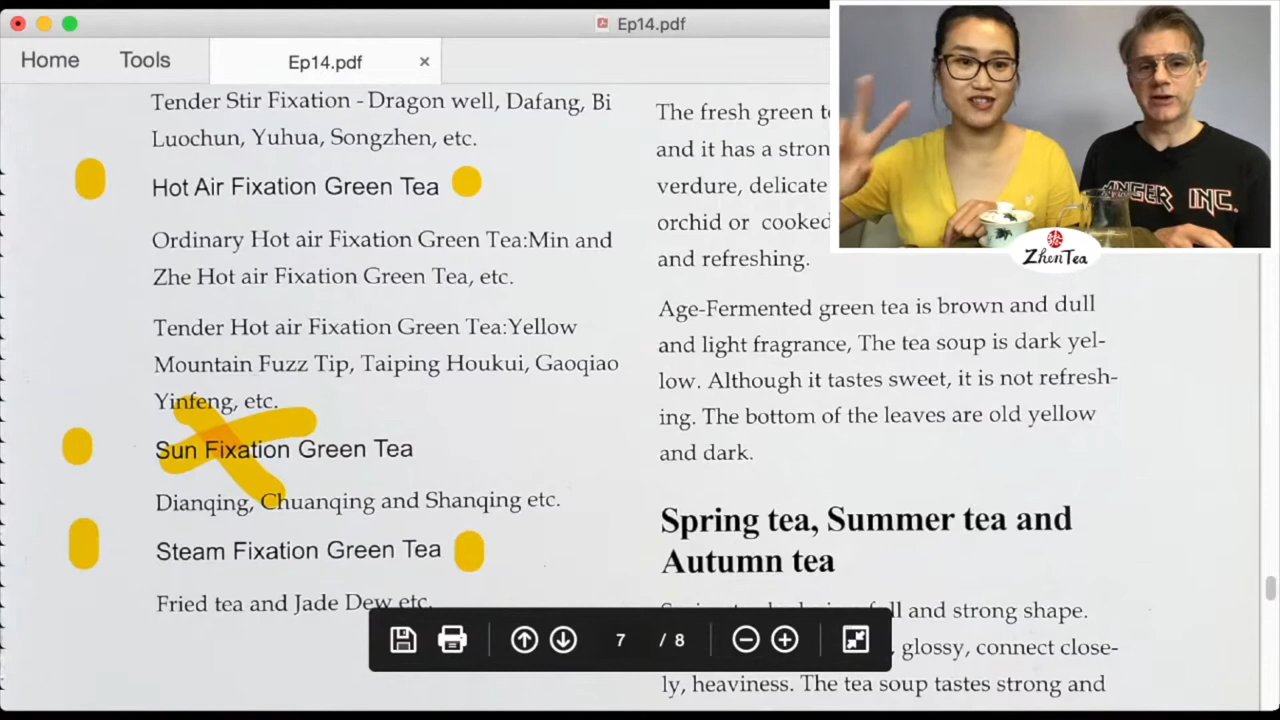 Ep14.pdf
Home
Tools
Ep14.pdf
Tender Stir Fixation - Dragon well, Dafang, Bi
Luochun, Yuhua, Songzhen, etc.
Hot Air Fixation Green Tea
Ordinary Hot air Fixation Green Tea:Min and
Zhe Hot air Fixation Green Tea, etc.
Tender Hot air Fixation Green Tea:Yellow
Mountain Fuzz Tip, Taiping Houkui, Gaoqiao
Yinfeng, etc.
Sun Fixation Green Tea
Dianqing, Chuanqing and Shanqing etc.
Steam Fixation Green Tea
Fried tea and Jade Dew etc.
The fresh green
and it has a stron
verdure, delicate
orchid or cooked
and refreshing.
Age-Fermented green tea is brown and dull
and light fragrance, The tea soup is dark yel-
low. Although it tastes sweet, it is not refresh-
ing. The bottom of the leaves are old yellow
and dark.
Spring tea, Summer tea and
Autumn tea
and strong shape.
glossy, connect close-
ly, heaviness. The tea soup tastes strong and
7 / 8
ANGER INC.
ZhenTea